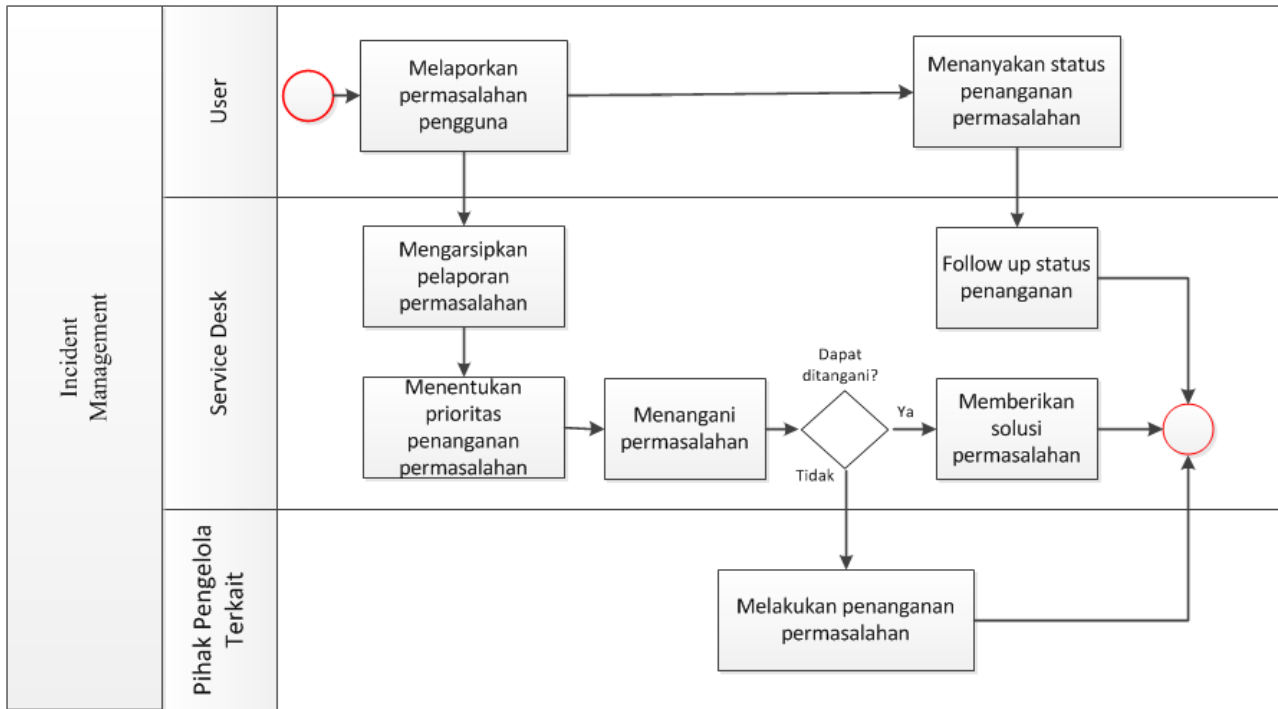 Incident
Management
User
Melaporkan
permasalahan
pengguna
Menanyakan status
penanganan
permasalahan
Service Desk
Mengarsipkan
pelaporan
permasalahan
Follow up status
penanganan
Menentukan
prioritas
penanganan
permasalahan
Menangani
permasalahan
Dapat
ditangani?
Ya
Tidak
Memberikan
solusi
permasalahan
Pihak Pengelola
Terkait
Melakukan penanganan
permasalahan